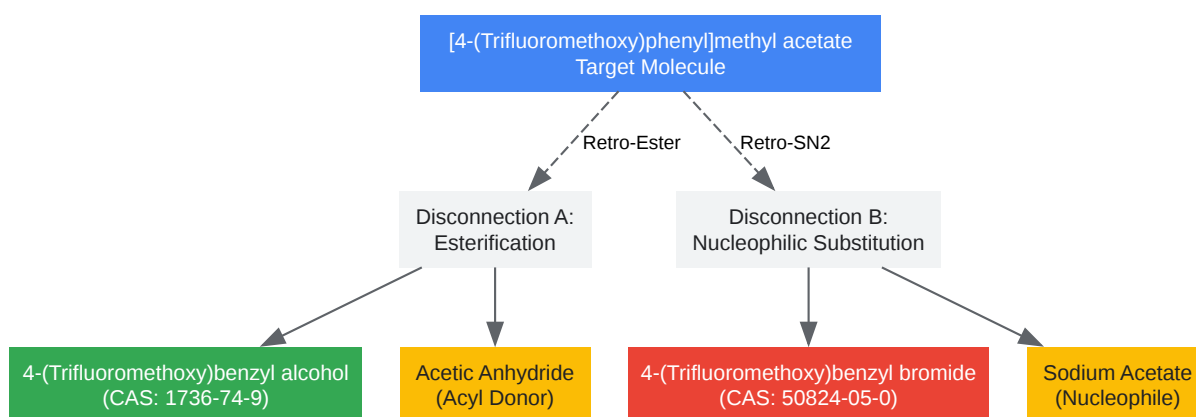 [4-(Trifluoromethoxy)phenyl]methyl acetate
Target Molecule
Retro-Ester
Retro-SN2
Disconnection A:
Esterification
Disconnection B:
Nucleophilic Substitution
4-(Trifluoromethoxy)benzyl alcohol
(CAS: 1736-74-9)
Acetic Anhydride
(Acyl Donor)
4-(Trifluoromethoxy)benzyl bromide
(CAS: 50824-05-0)
Sodium Acetate
(Nucleophile)